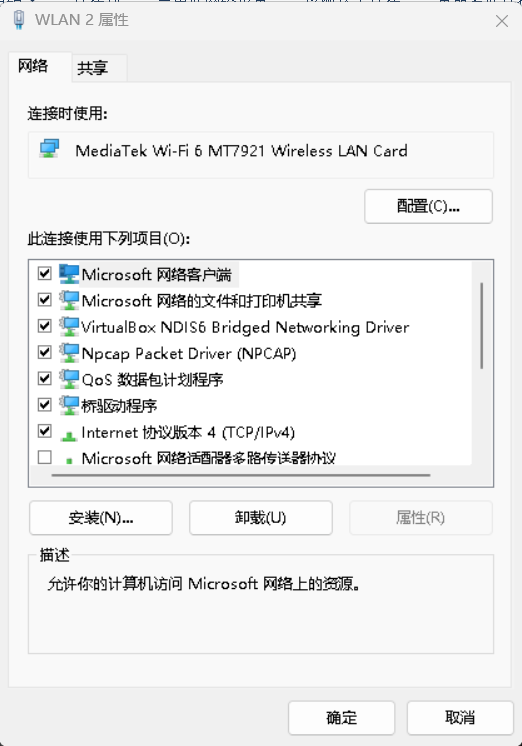 WLAN 2 属性
网络
共享
连接时使用:
MediaTek Wi-Fi 6 MT7921 Wireless LAN Card
配置(C)...
此连接使用下列项目(O):
Microsoft 网络客户端
Microsoft 网络的文件和打印机共享
VirtualBox NDIS6 Bridged Networking Driver
Npcap Packet Driver (NPCAP)
QoS 数据包计划程序
桥驱动程序
Internet 协议版本 4 (TCP/IPv4)
Microsoft 网络适配器多路传送器协议
安装(N)...
卸载(U)
属性(R)
描述
允许你的计算机访问 Microsoft 网络上的资源。
确定
取消